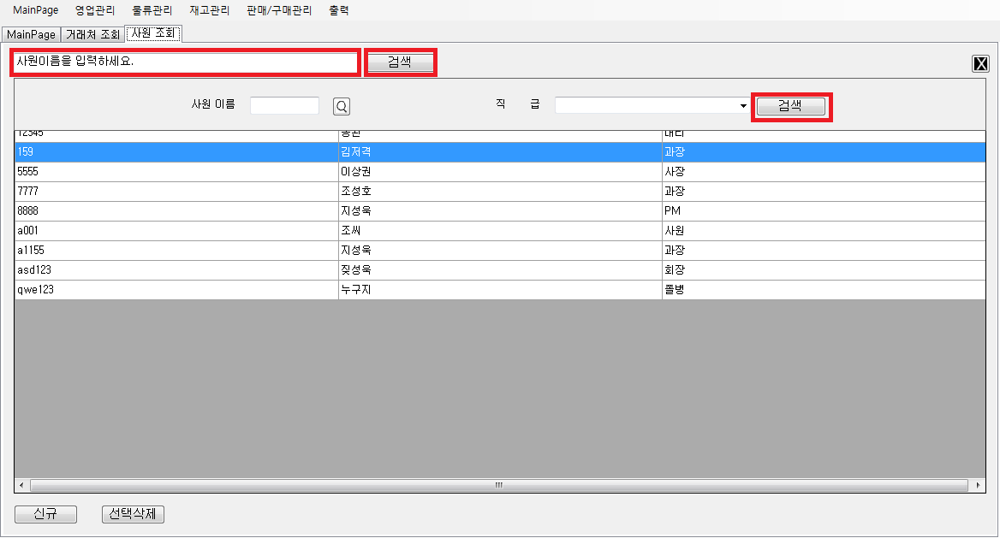 MainPage 영업관리 물류관리 재고관리 판매/구매관리 출력
MainPage 거래처 조회 사원 조회
사원이름을 입력하세요. 검색 X
사원 이름 직 급 검색
159 김저격 과장
5555 이상권 사장
7777 조성호 과장
8888 지성욱 PM
a001 조씨 사원
a1155 지성욱 과장
asd123 짖성욱 회장
qwe123 누구지 쫄병
신규 선택삭제